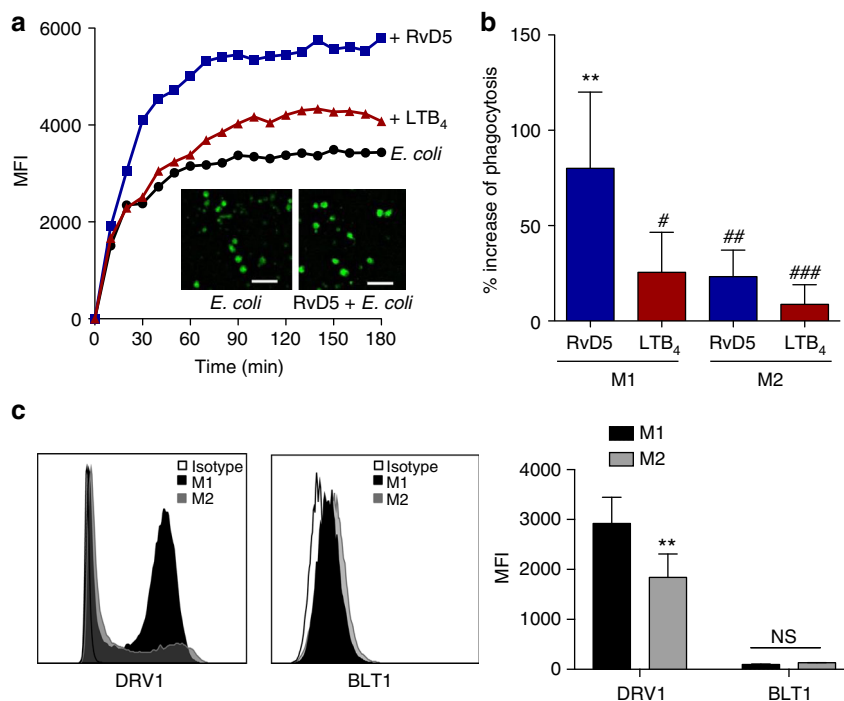 a
6000
4000
2000
0
MFI
+ RvD5
+ LTB4
E. coli
E. coli
RvD5 + E. coli
0 30 60 90 120 150 180
Time (min)
b
150
100
50
0
% increase of phagocytosis
**
#
##
###
RvD5 LTB4 RvD5 LTB4
M1 M2
c
Isotype
M1
M2
DRV1
Isotype
M1
M2
BLT1
M1
M2
4000
3000
2000
1000
0
MFI
**
NS
DRV1 BLT1